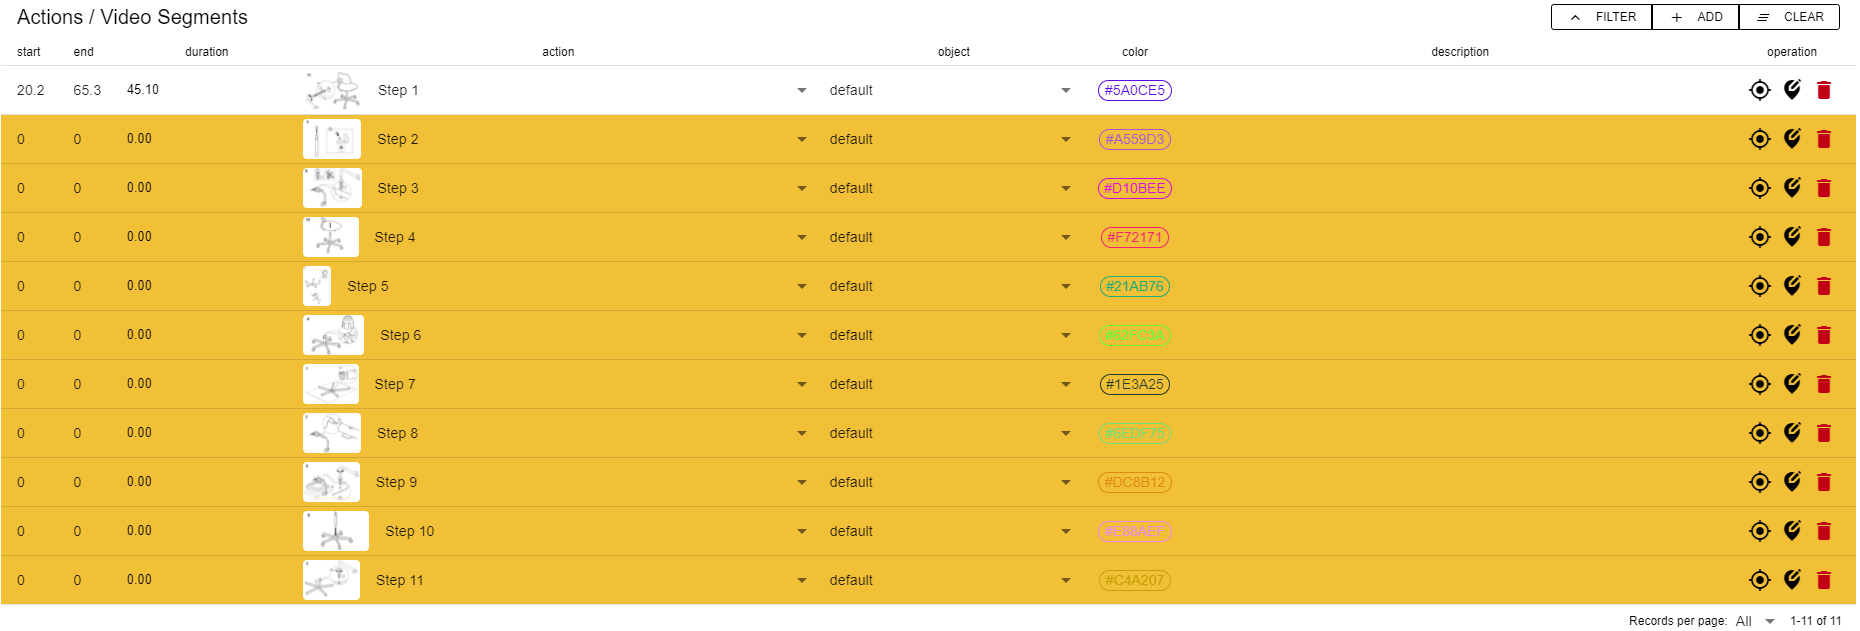 Actions / Video Segments
FILTER ADD CLEAR
start end duration action object color description operation
20.2 65.3 45.10 Step 1 default #5A0CE5
0 0 0.00 Step 2 default #A559D3
0 0 0.00 Step 3 default #D10BEE
0 0 0.00 Step 4 default #F72171
0 0 0.00 Step 5 default #21AB76
0 0 0.00 Step 6 default #62FC3A
0 0 0.00 Step 7 default #1E3A25
0 0 0.00 Step 8 default #6EDF75
0 0 0.00 Step 9 default #DC8B12
0 0 0.00 Step 10 default #E88AEF
0 0 0.00 Step 11 default #C4A207
Records per page: All 1-11 of 11